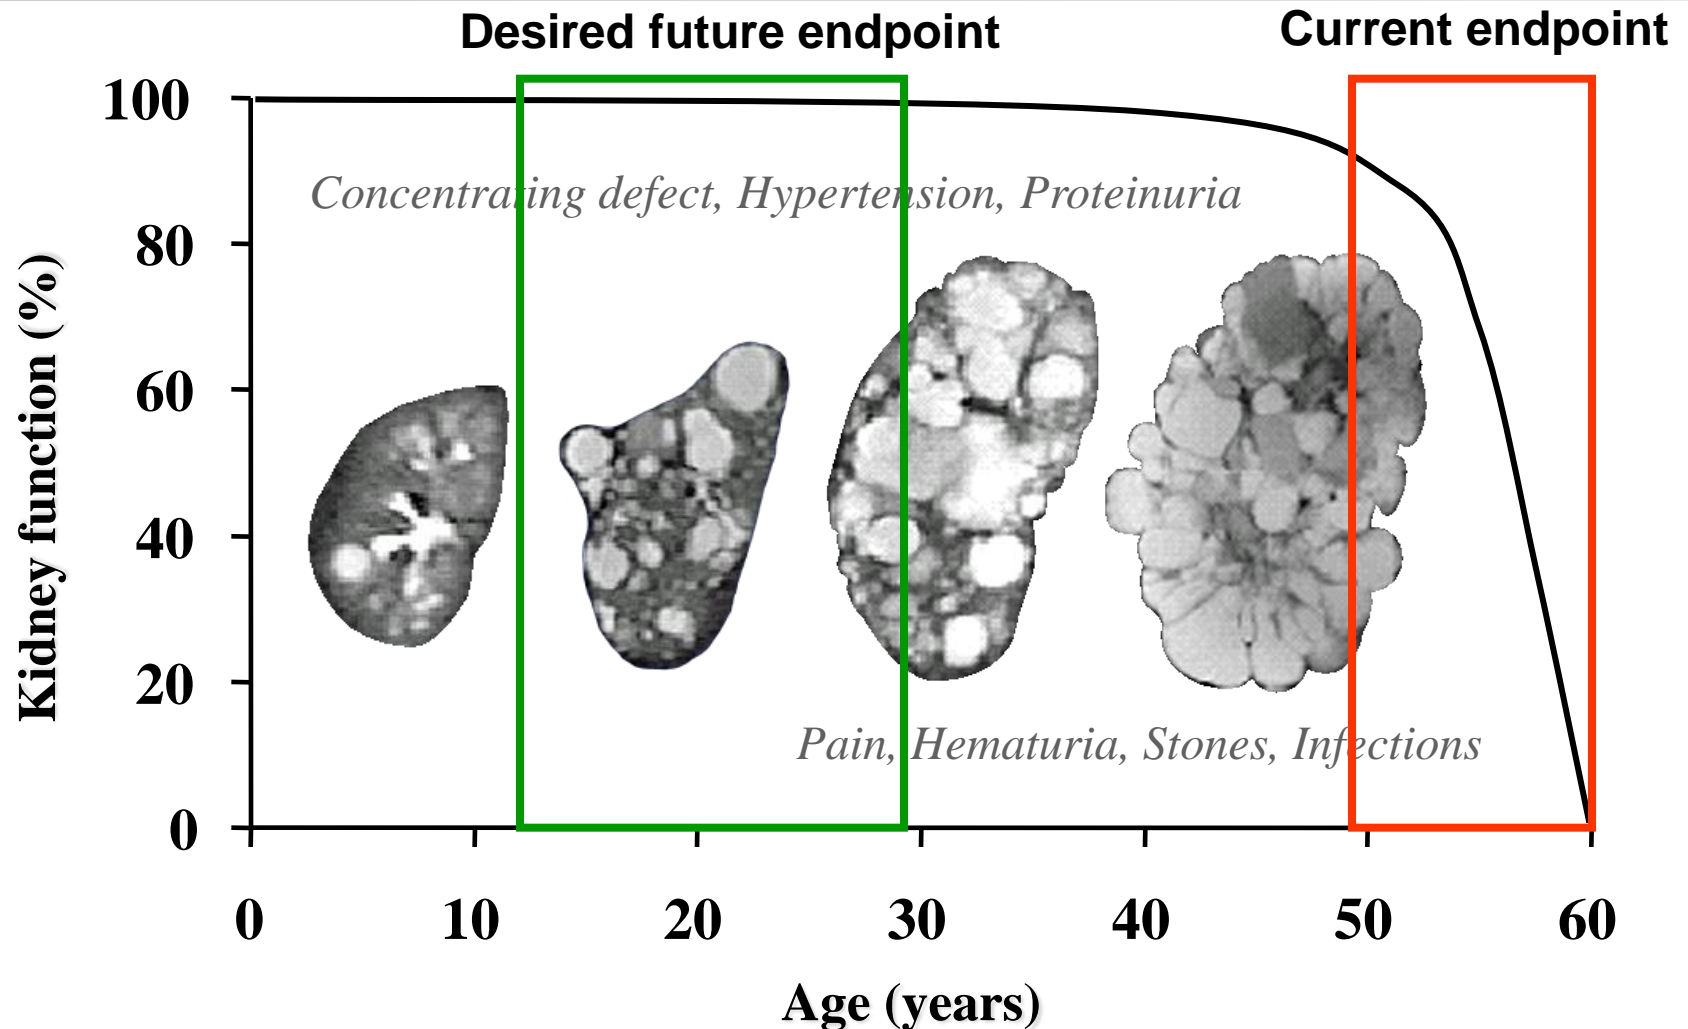 Desired future endpoint
Current endpoint
100
80
60
40
20
0
Kidney function (%)
Concentrating defect, Hypertension, Proteinuria
Pain, Hematuria, Stones, Infections
0 10 20 30 40 50 60
Age (years)